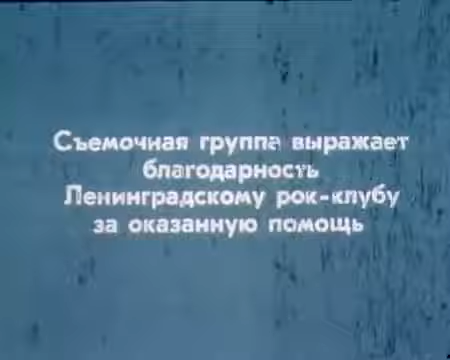 Съемочная группа выражает
благодарность
Ленинградскому рок-клубу
за оказанную помощь